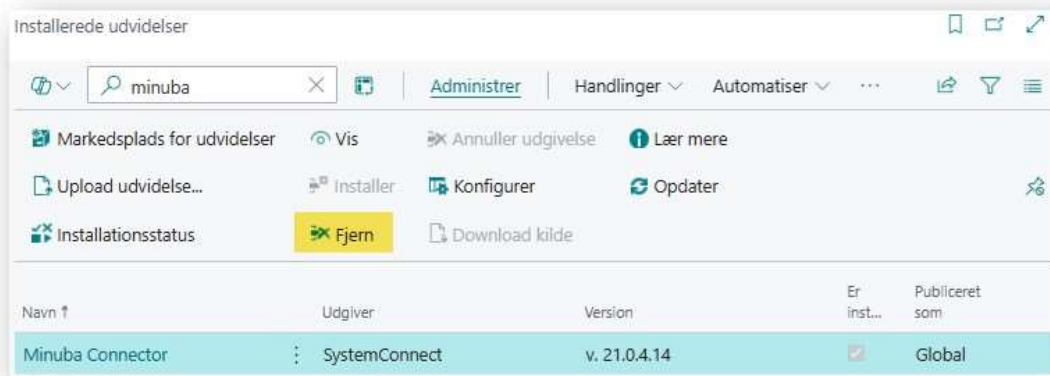 Installerede udvidelser
minuba Administrer Handlinger Automatiser ...
Markedsplads for udvidelser Vis Annuller udgivelse Lær mere
Upload udvidelse... Installer Konfigurer Opdater
Installationsstatus Fjern Download kilde
Er Publiceret
Navn ↑ Udgiver Version inst... som
Minuba Connector SystemConnect v. 21.0.4.14 Global